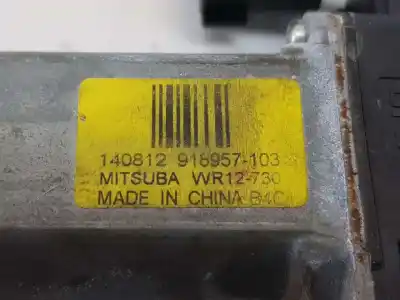 140812 918957-103
MITSUBA WR12-730
MADE IN CHINA B4C